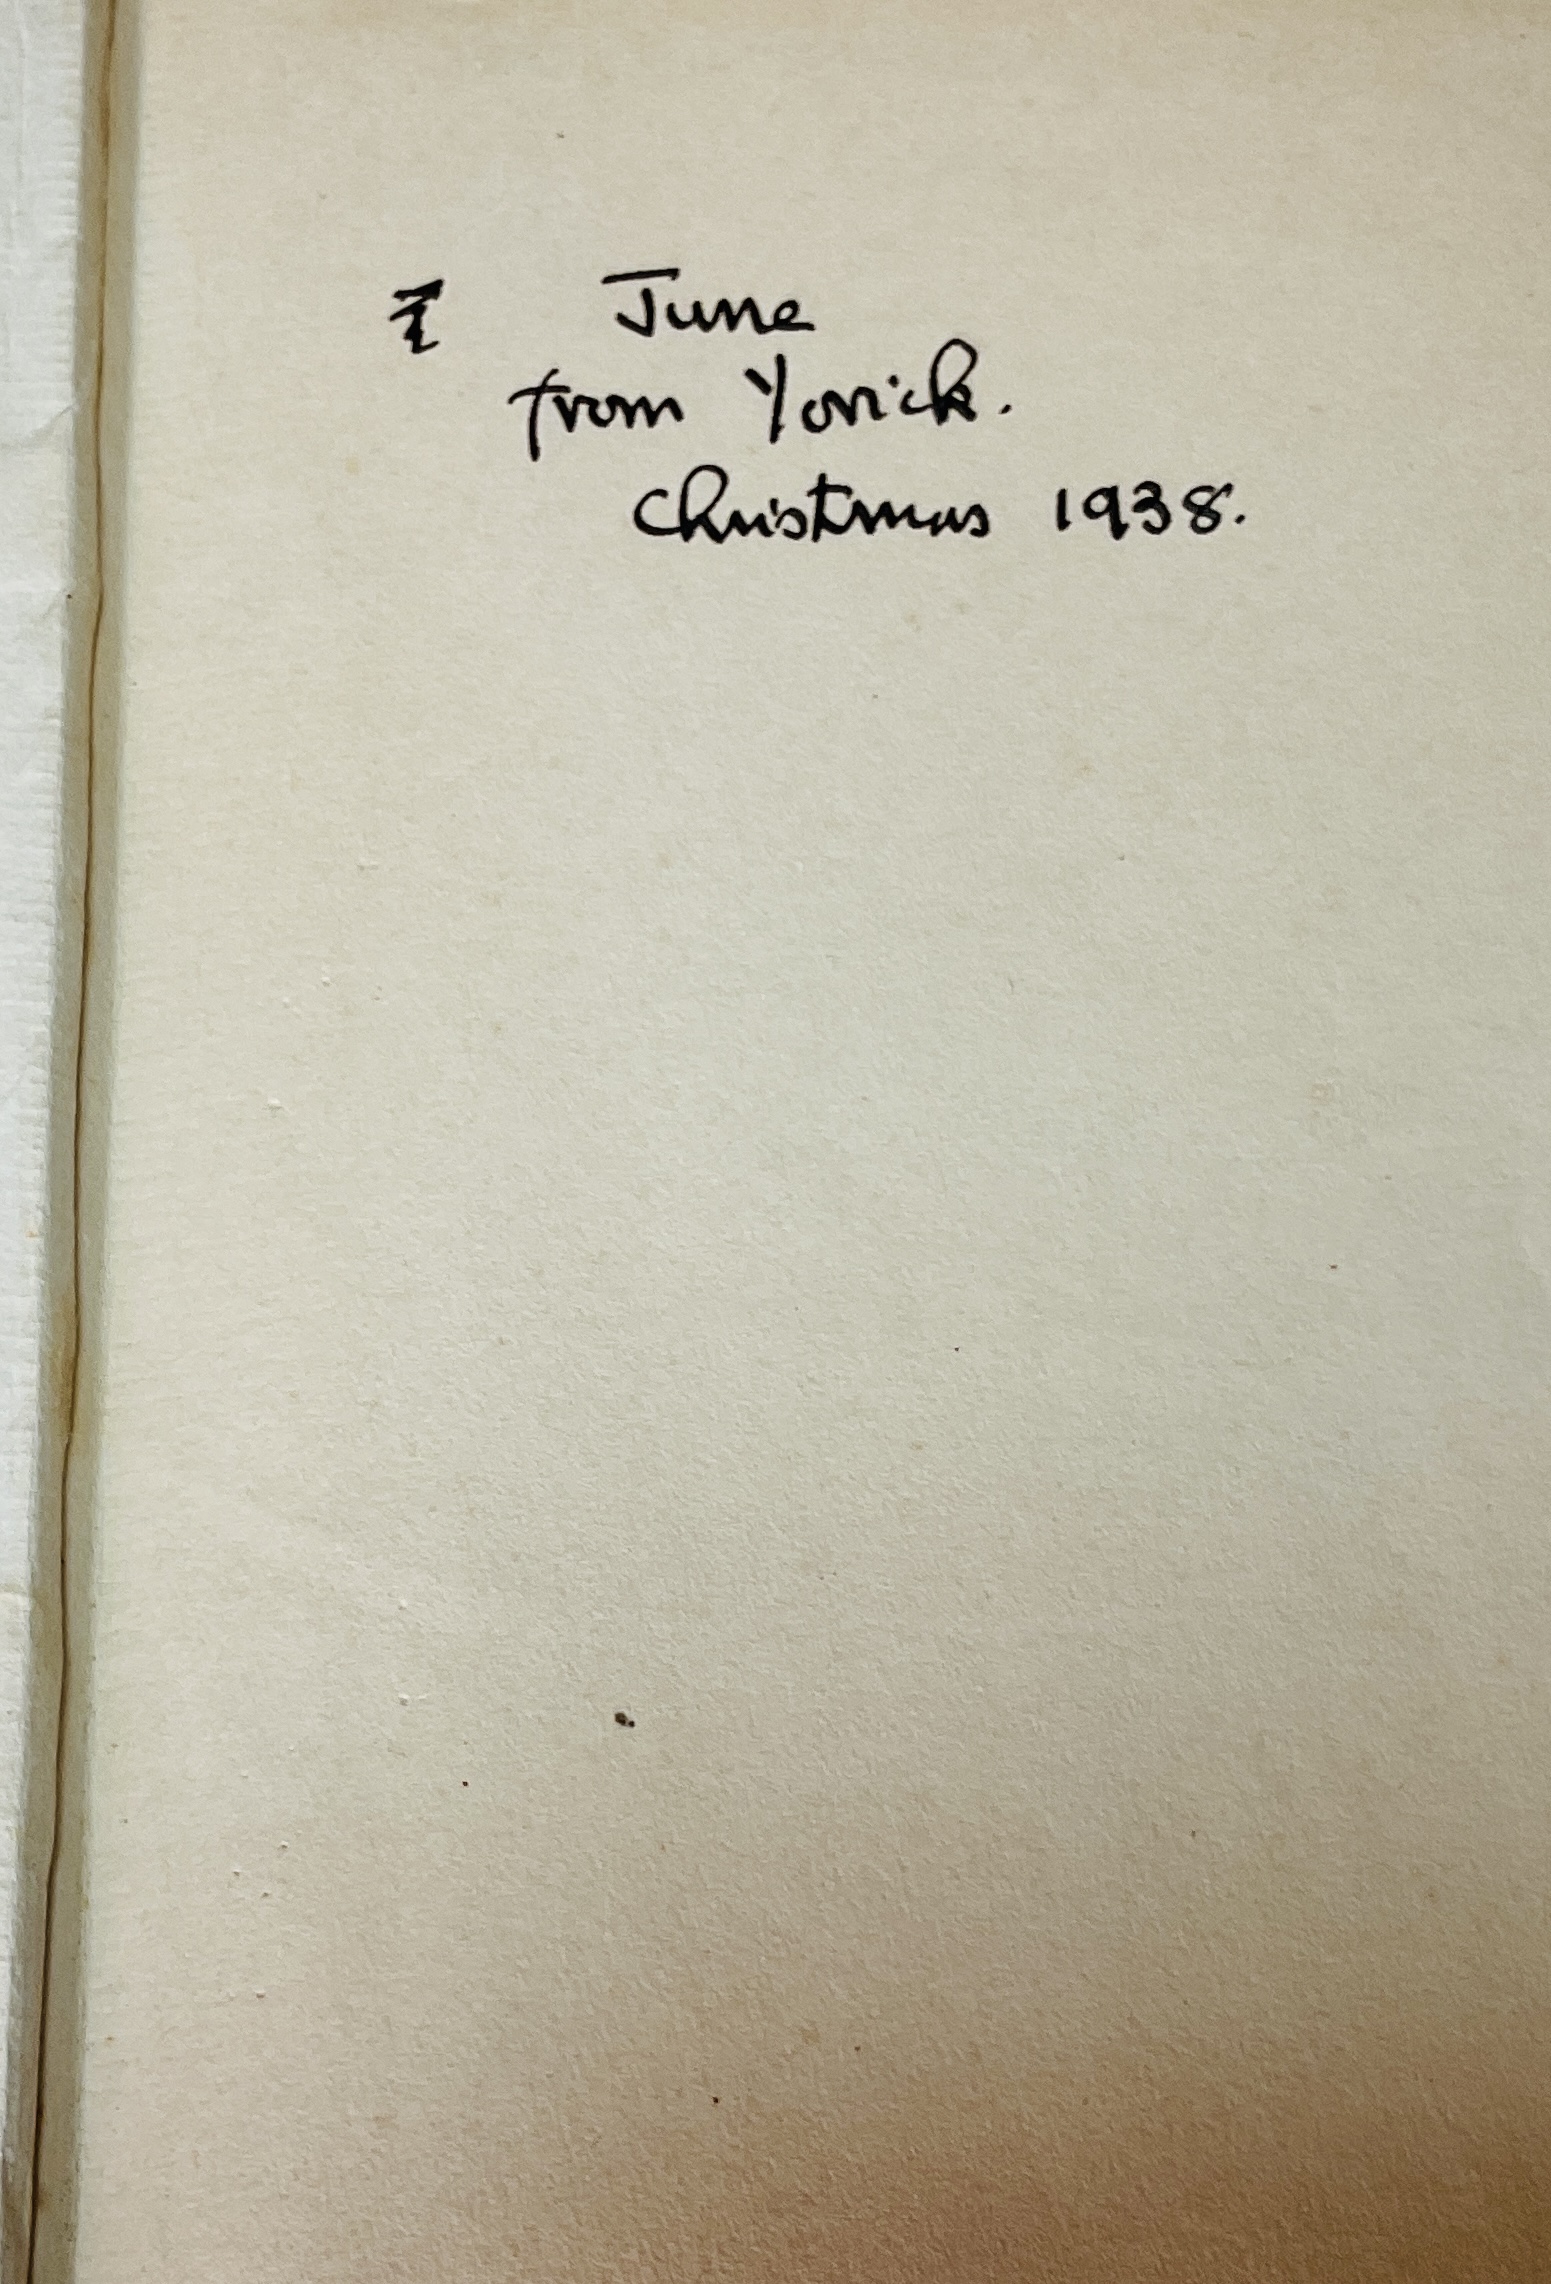 June
from Yorick.
Christmas 1938.